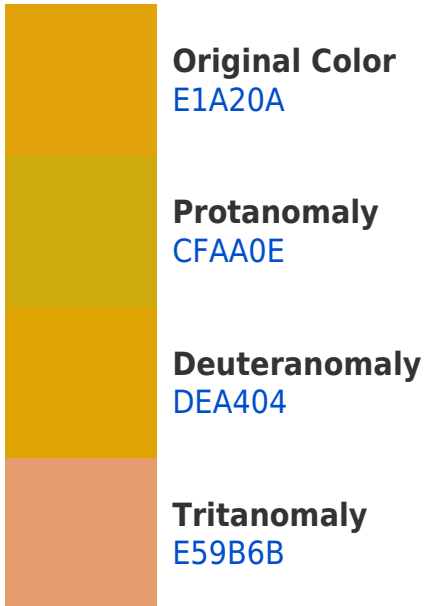 Original Color
E1A20A
Protanomaly
CFAA0E
Deuteranomaly
DEA404
Tritanomaly
E59B6B